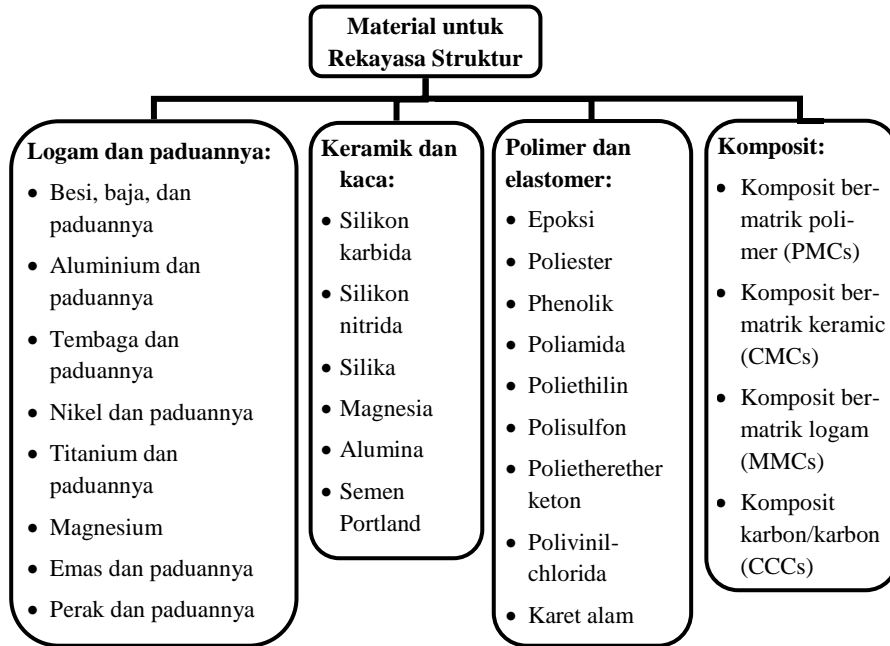 Material untuk
Rekayasa Struktur
Logam dan paduannya:
• Besi, baja, dan
paduannya
• Aluminium dan
paduannya
• Tembaga dan
paduannya
• Nikel dan paduannya
• Titanium dan
paduannya
• Magnesium
• Emas dan paduannya
• Perak dan paduannya
Keramik dan
kaca:
• Silikon
karbida
• Silikon
nitrida
• Silika
• Magnesia
• Alumina
• Semen
Portland
Polimer dan
elastomer:
• Epoksi
• Poliester
• Phenolik
• Poliamida
• Poliethilin
• Polisulfon
• Polietherether
keton
• Polivinil-
chlorida
• Karet alam
Komposit:
• Komposit ber-
matrik poli-
mer (PMCs)
• Komposit ber-
matrik keramic
(CMCs)
• Komposit ber-
matrik logam
(MMCs)
• Komposit
karbon/karbon
(CCCs)